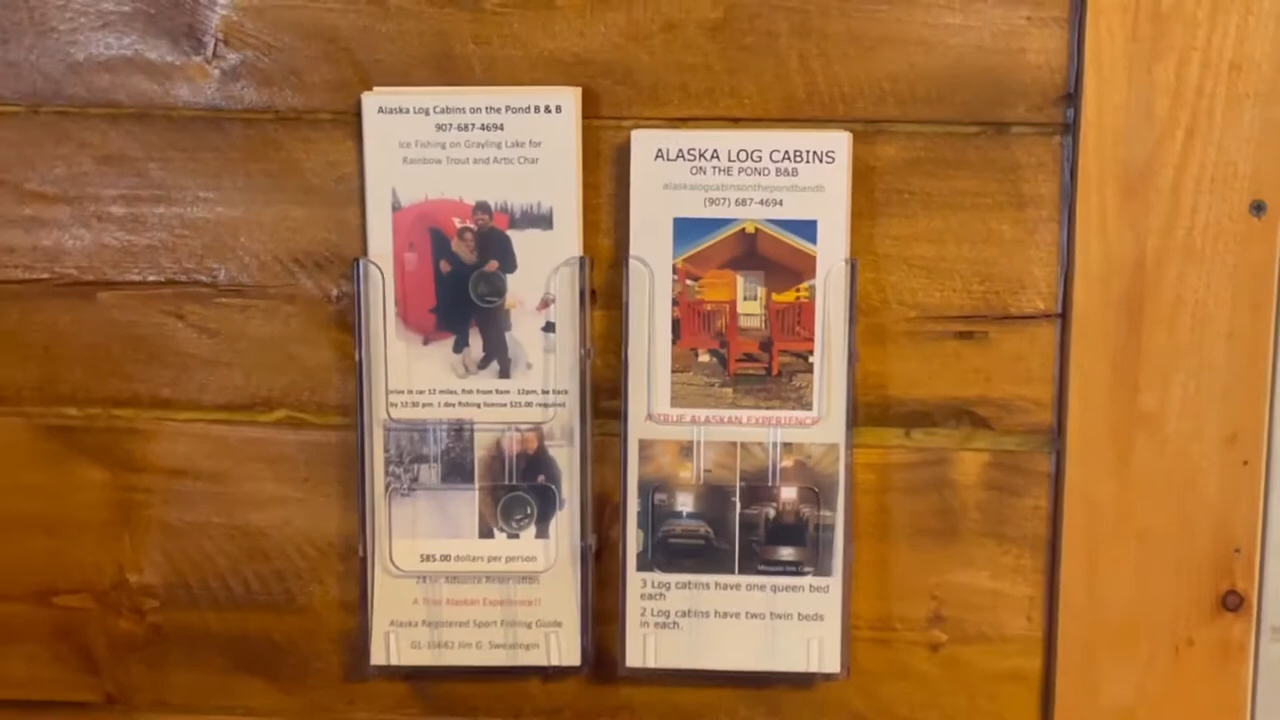 Alaska Log Cabins on the Pond B & B
907-687-4694
Ice Fishing on Grayling Lake for
Rainbow Trout and Artic Char
drive in car 12 miles, fish from 9am - 12pm, be back
by 12:30 pm. 1 day fishing license $25.00 required
$85.00 dollars per person
24 hr Advance Reservation
A True Alaskan Experience!!
Alaska Registered Sport Fishing Guide
Jim G.
ALASKA LOG CABINS
ON THE POND B&B
alaskalogcabinsonthepondbandb
(907) 687-4694
A TRUE ALASKAN EXPERIENCE
3 Log cabins have one queen bed
each
2 Log cabins have two twin beds
in each.